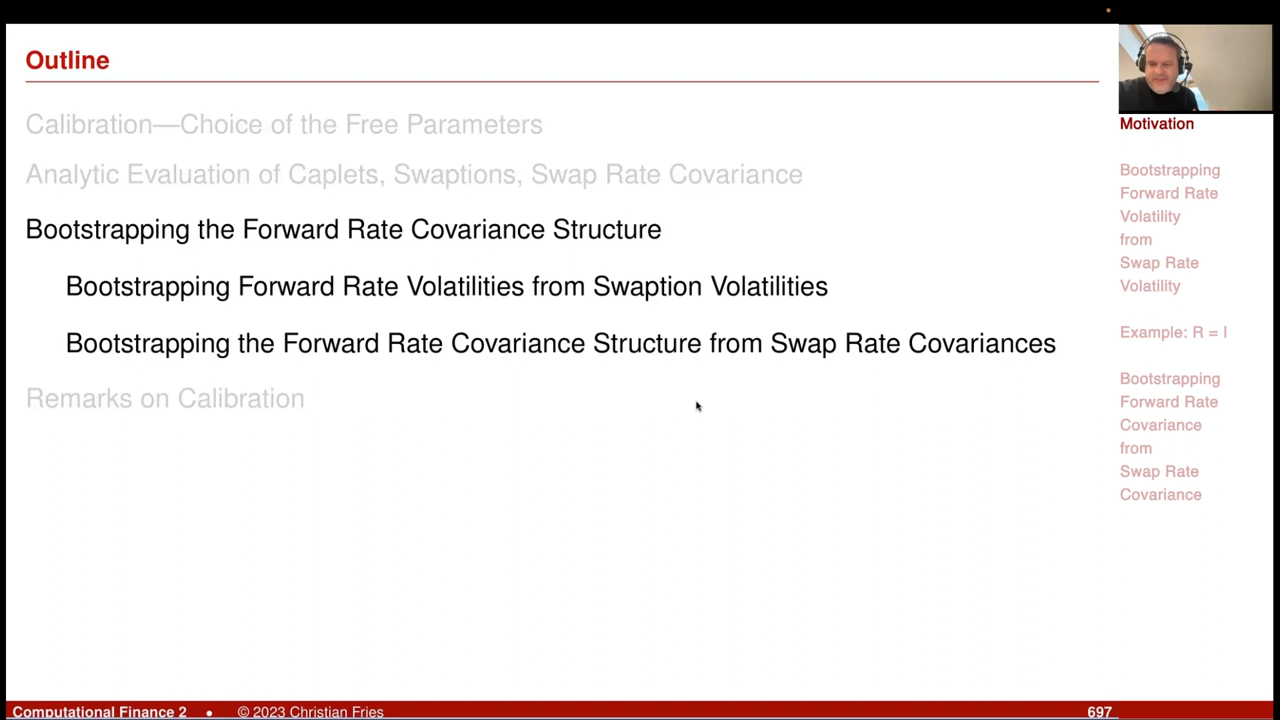 Outline
Calibration—Choice of the Free Parameters
Analytic Evaluation of Caplets, Swaptions, Swap Rate Covariance
Bootstrapping the Forward Rate Covariance Structure
Bootstrapping Forward Rate Volatilities from Swaption Volatilities
Bootstrapping the Forward Rate Covariance Structure from Swap Rate Covariances
Remarks on Calibration
Motivation
Bootstrapping
Forward Rate
Volatility
from
Swap Rate
Volatility
Example: R = I
Bootstrapping
Forward Rate
Covariance
from
Swap Rate
Covariance
Computational Finance 2 • © 2023 Christian Fries 697